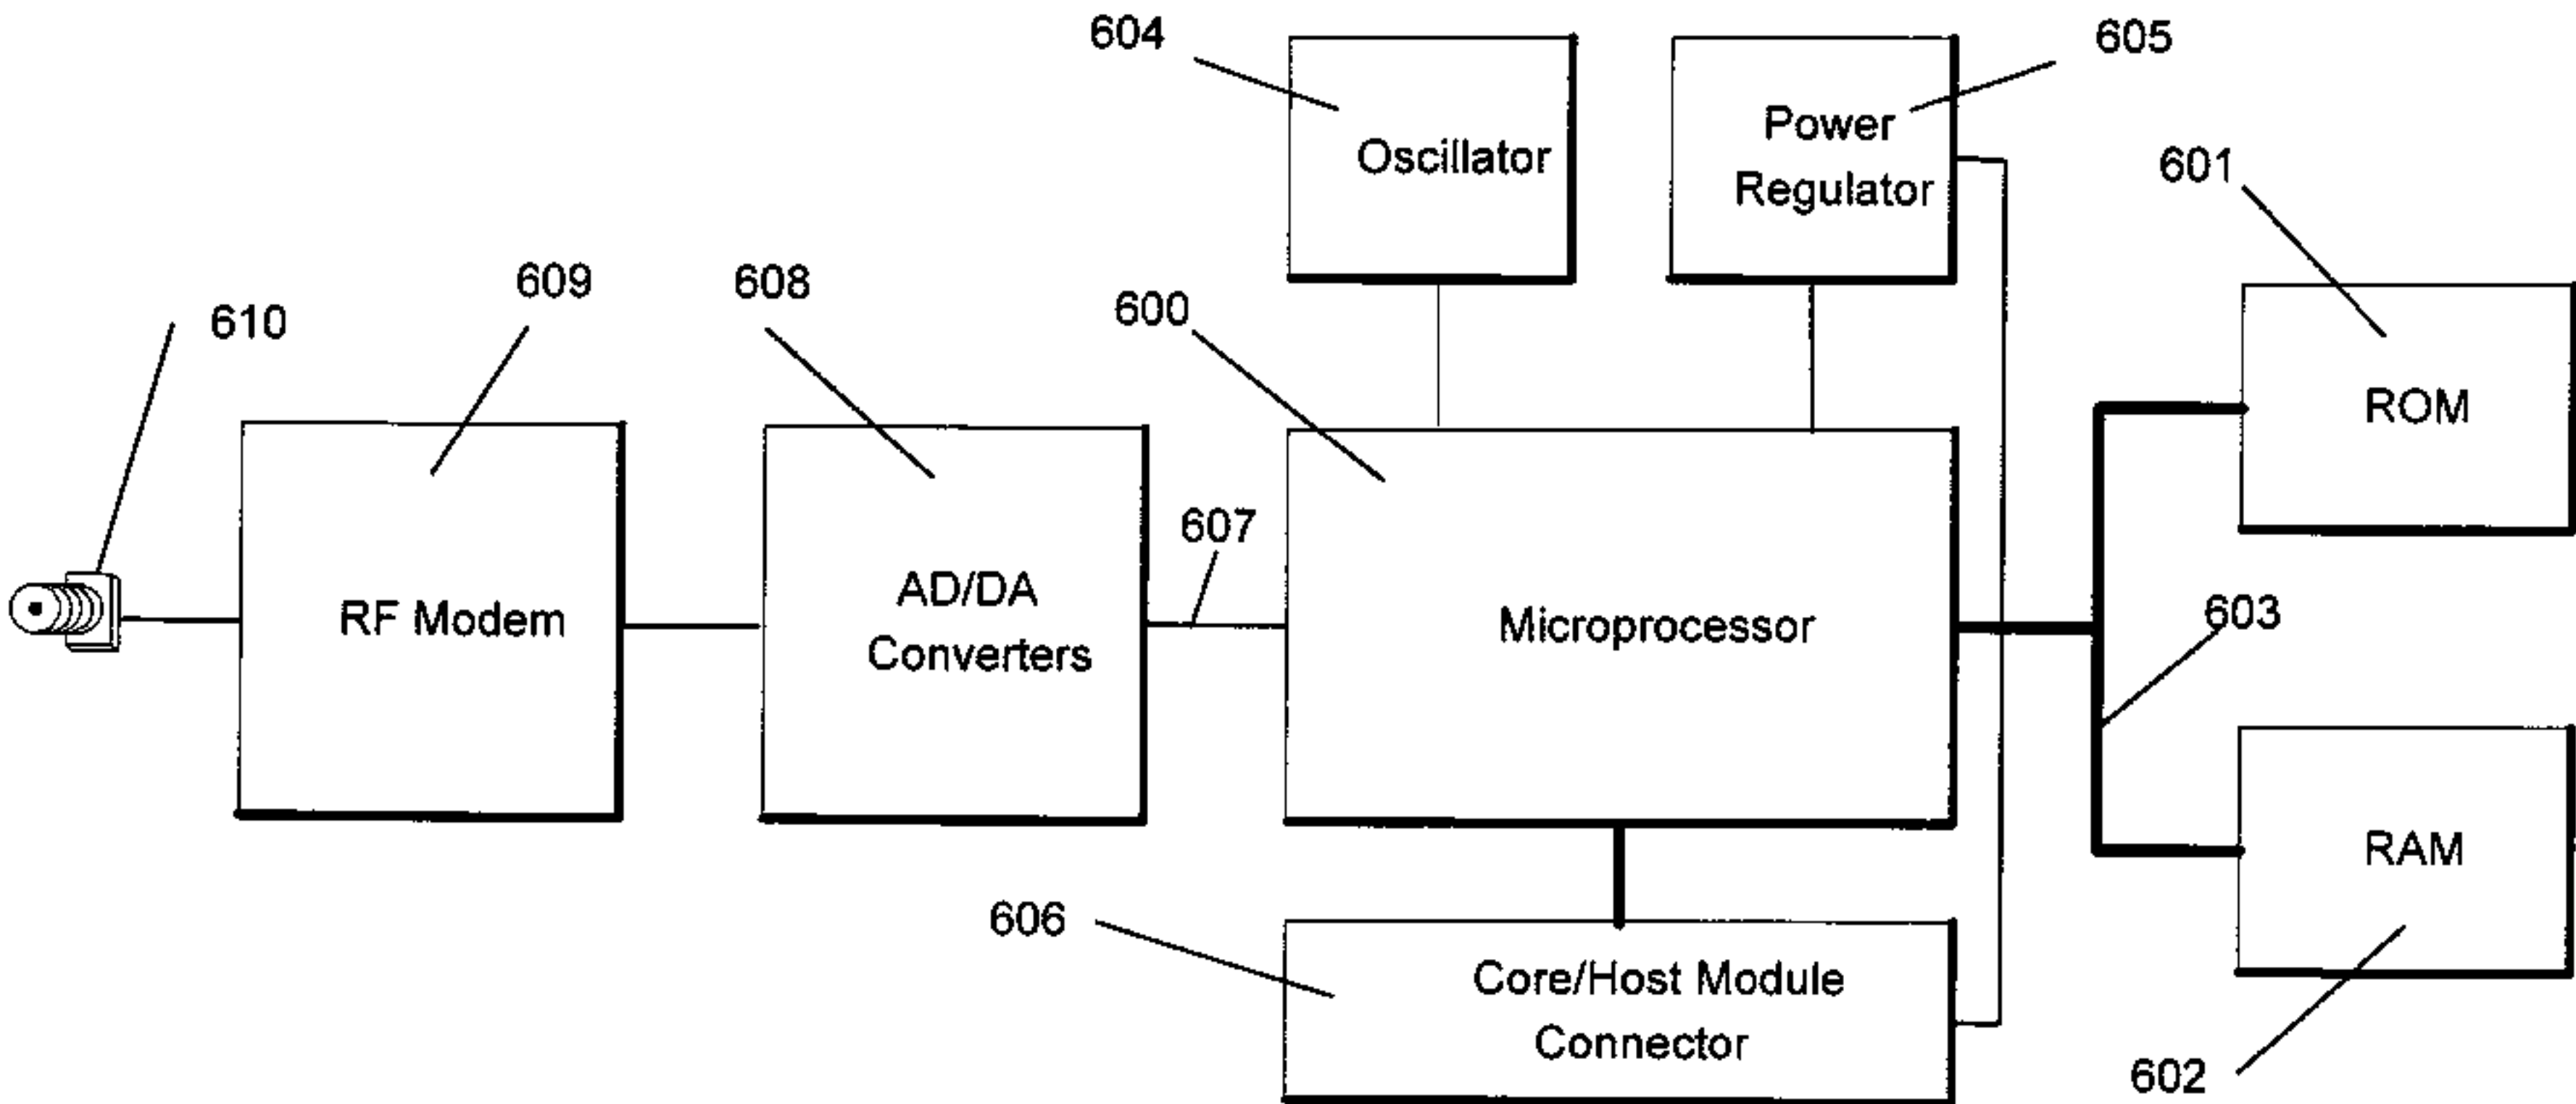 604
605
Oscillator
Power
Regulator
601
609
608
600
610
ROM
607
AD/DA
Converters
RF Modem
Microprocessor
603
606
Core/Host Module
Connector
RAM
602